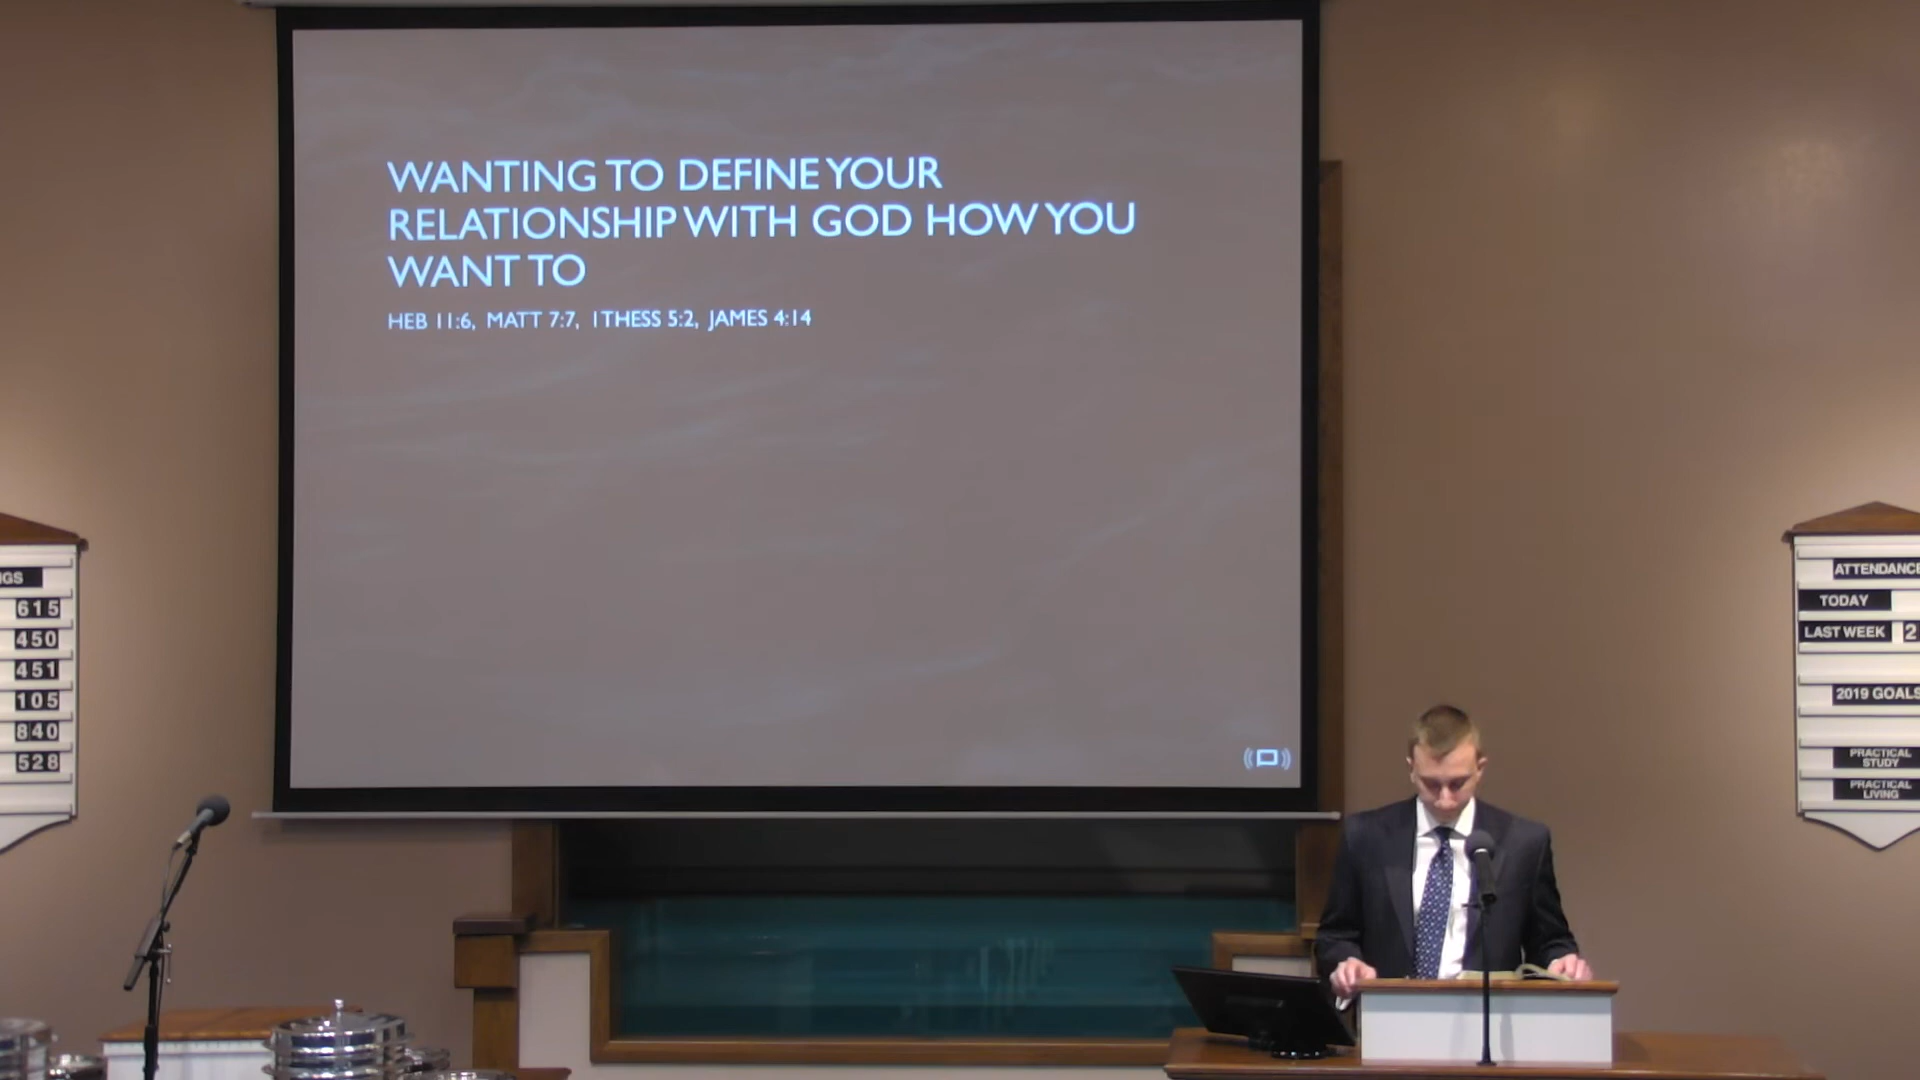 WANTING TO DEFINE YOUR
RELATIONSHIP WITH GOD HOW YOU
WANT TO
HEB 11:6, MATT 7:7, 1THESS 5:2, JAMES 4:14
GS
615
450
451
105
840
528
ATTENDANCE
TODAY
LAST WEEK 2
2019 GOALS
PRACTICAL
STUDY
PRACTICAL
LIVING